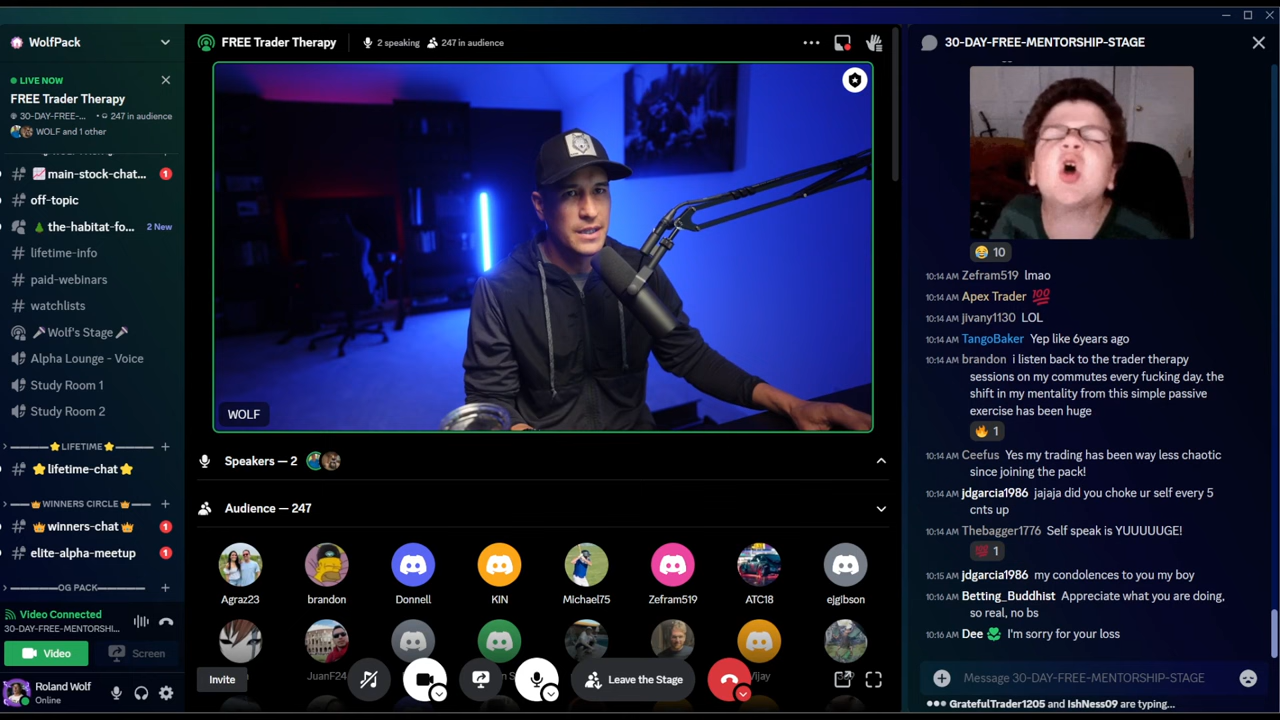 WolfPack
LIVE NOW
FREE Trader Therapy
30-DAY-FREE-... • 247 in audience
WOLF and 1 other
main-stock-chat... 1
off-topic
the-habitat-fo... 2 New
lifetime-info
paid-webinars
watchlists
Wolf's Stage
Alpha Lounge - Voice
Study Room 1
Study Room 2
LIFETIME
lifetime-chat
WINNERS CIRCLE
winners-chat 1
elite-alpha-meetup 1
OG PACK
Video Connected
30-DAY-FREE-MENTORSHI...
Video Screen
Roland Wolf
Online
FREE Trader Therapy 2 speaking 247 in audience
WOLF
Speakers — 2
Audience — 247
Agraz23 brandon Donnell KIN Michael75 Zefram519 ATC18 ejgibson
JuanF24
Vijay
Invite
Leave the Stage
30-DAY-FREE-MENTORSHIP-STAGE
😂 10
10:14 AM Zefram519 lmao
10:14 AM Apex Trader 💯
10:14 AM jivany1130 LOL
10:14 AM TangoBaker Yep like 6years ago
10:14 AM brandon i listen back to the trader therapy
sessions on my commutes every fucking day. the
shift in my mentality from this simple passive
exercise has been huge
🔥 1
10:14 AM Ceefus Yes my trading has been way less chaotic
since joining the pack!
10:14 AM jdgarcia1986 jajaja did you choke ur self every 5
cnts up
10:14 AM Thebagger1776 Self speak is YUUUUUGE!
💯 1
10:15 AM jdgarcia1986 my condolences to you my boy
10:16 AM Betting_Buddhist Appreciate what you are doing,
so real, no bs
10:16 AM Dee I'm sorry for your loss
Message 30-DAY-FREE-MENTORSHIP-STAGE
GratefulTrader1205 and IshNess09 are typing...